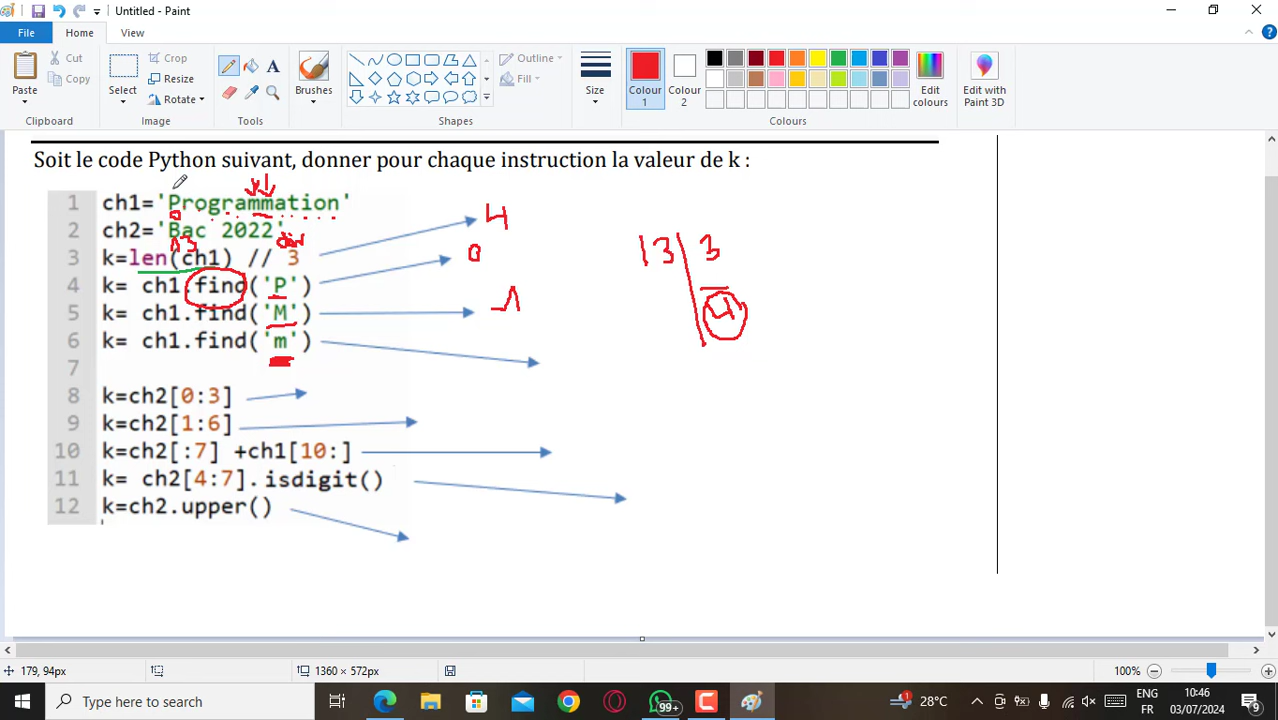 Untitled - Paint
File Home View
Paste
Cut
Copy
Clipboard
Select
Crop
Resize
Rotate
Image
A
Tools
Brushes
Outline
Fill
Shapes
Size
Colour 1
Colour 2
Edit colours
Colours
Edit with Paint 3D
Soit le code Python suivant, donner pour chaque instruction la valeur de k :
1 ch1='Programmation'
2 ch2='Bac 2022'
3 k=len(ch1) // 3
4 k= ch1.find('P')
5 k= ch1.find('M')
6 k= ch1.find('m')
7
8 k=ch2[0:3]
9 k=ch2[1:6]
10 k=ch2[:7] +ch1[10:]
11 k= ch2[4:7].isdigit()
12 k=ch2.upper()
0
13
div
4
0
-1
13 3
4
179, 94px
1360 × 572px
100%
Type here to search
99+
1
28°C
ENG
FR
10:46
03/07/2024
9